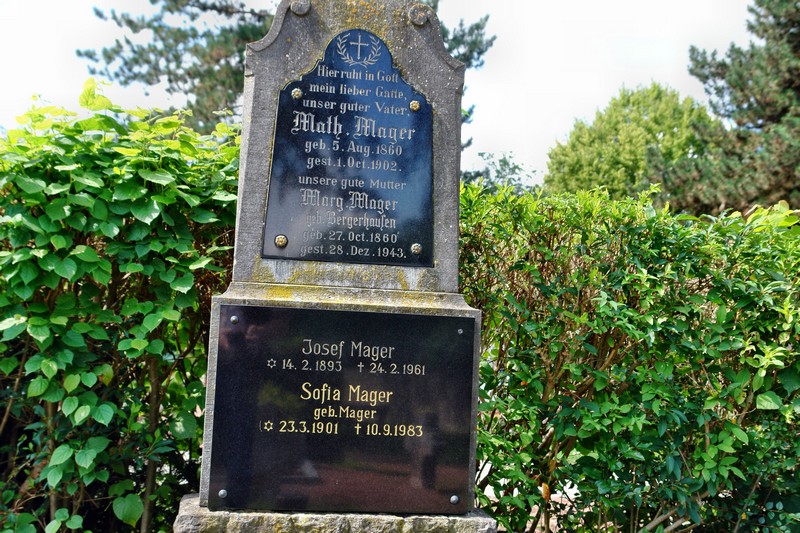 Hier ruht in Gott
mein lieber Gatte,
unser guter Vater,
Math. Mager
geb. 5. Aug. 1860
gest. 1. Oct. 1902.
unsere gute Mutter
Marg. Mager
geb. Bergerhausen
geb. 27. Oct. 1860
gest. 28. Dez. 1943.
Josef Mager
✡ 14. 2. 1893 † 24. 2. 1961
Sofia Mager
geb. Mager
✡ 23.3.1901 † 10.9.1983